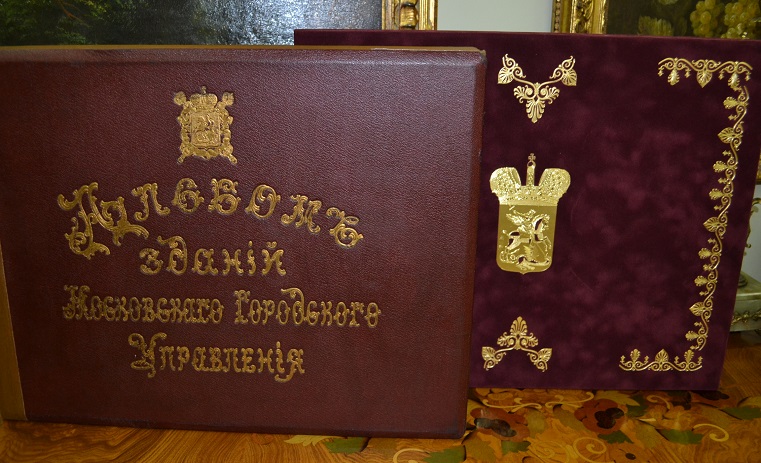 Альбомъ
зданій
Московскаго Городского
Управленія